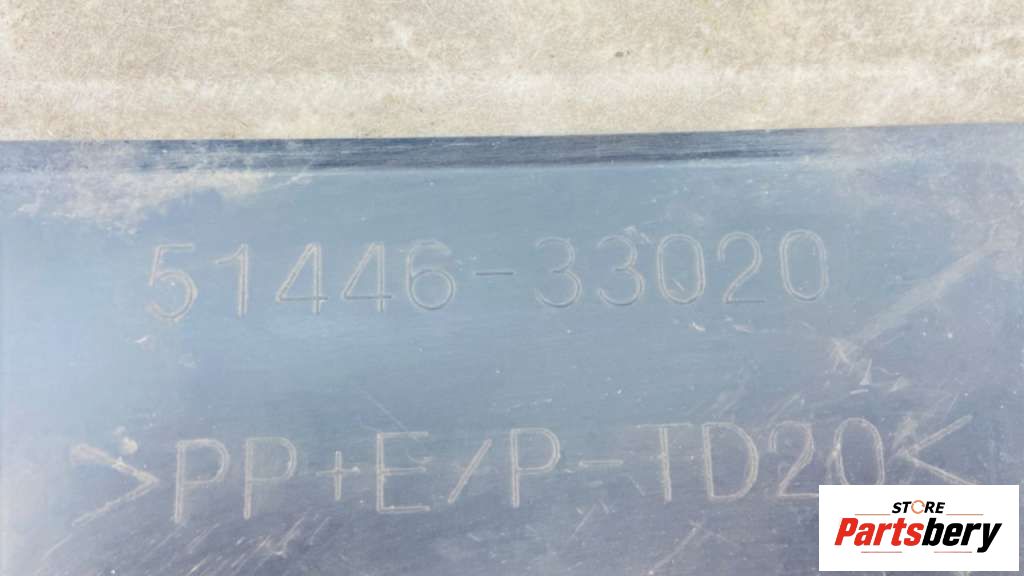 51446-33020
>PP+E/P-TD20<
STORE
Partsbery